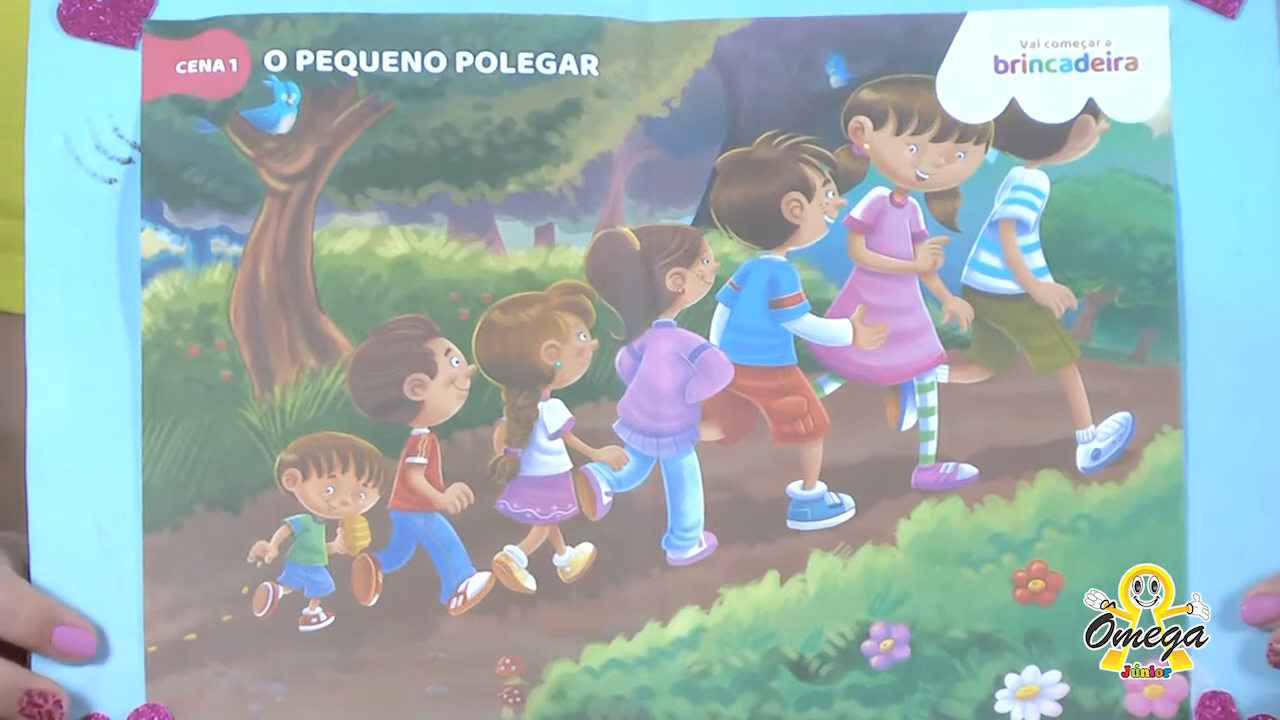 CENA 1
O PEQUENO POLEGAR
Vai começar a
brincadeira
Ômega
Júnior